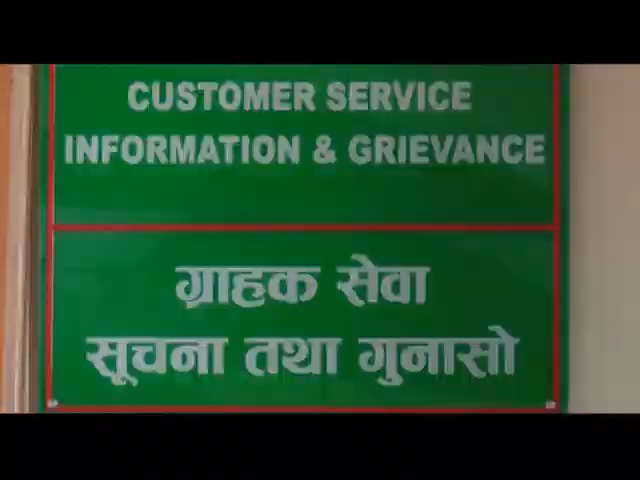 CUSTOMER SERVICE
INFORMATION & GRIEVANCE
ग्राहक सेवा
सूचना तथा गुनासो